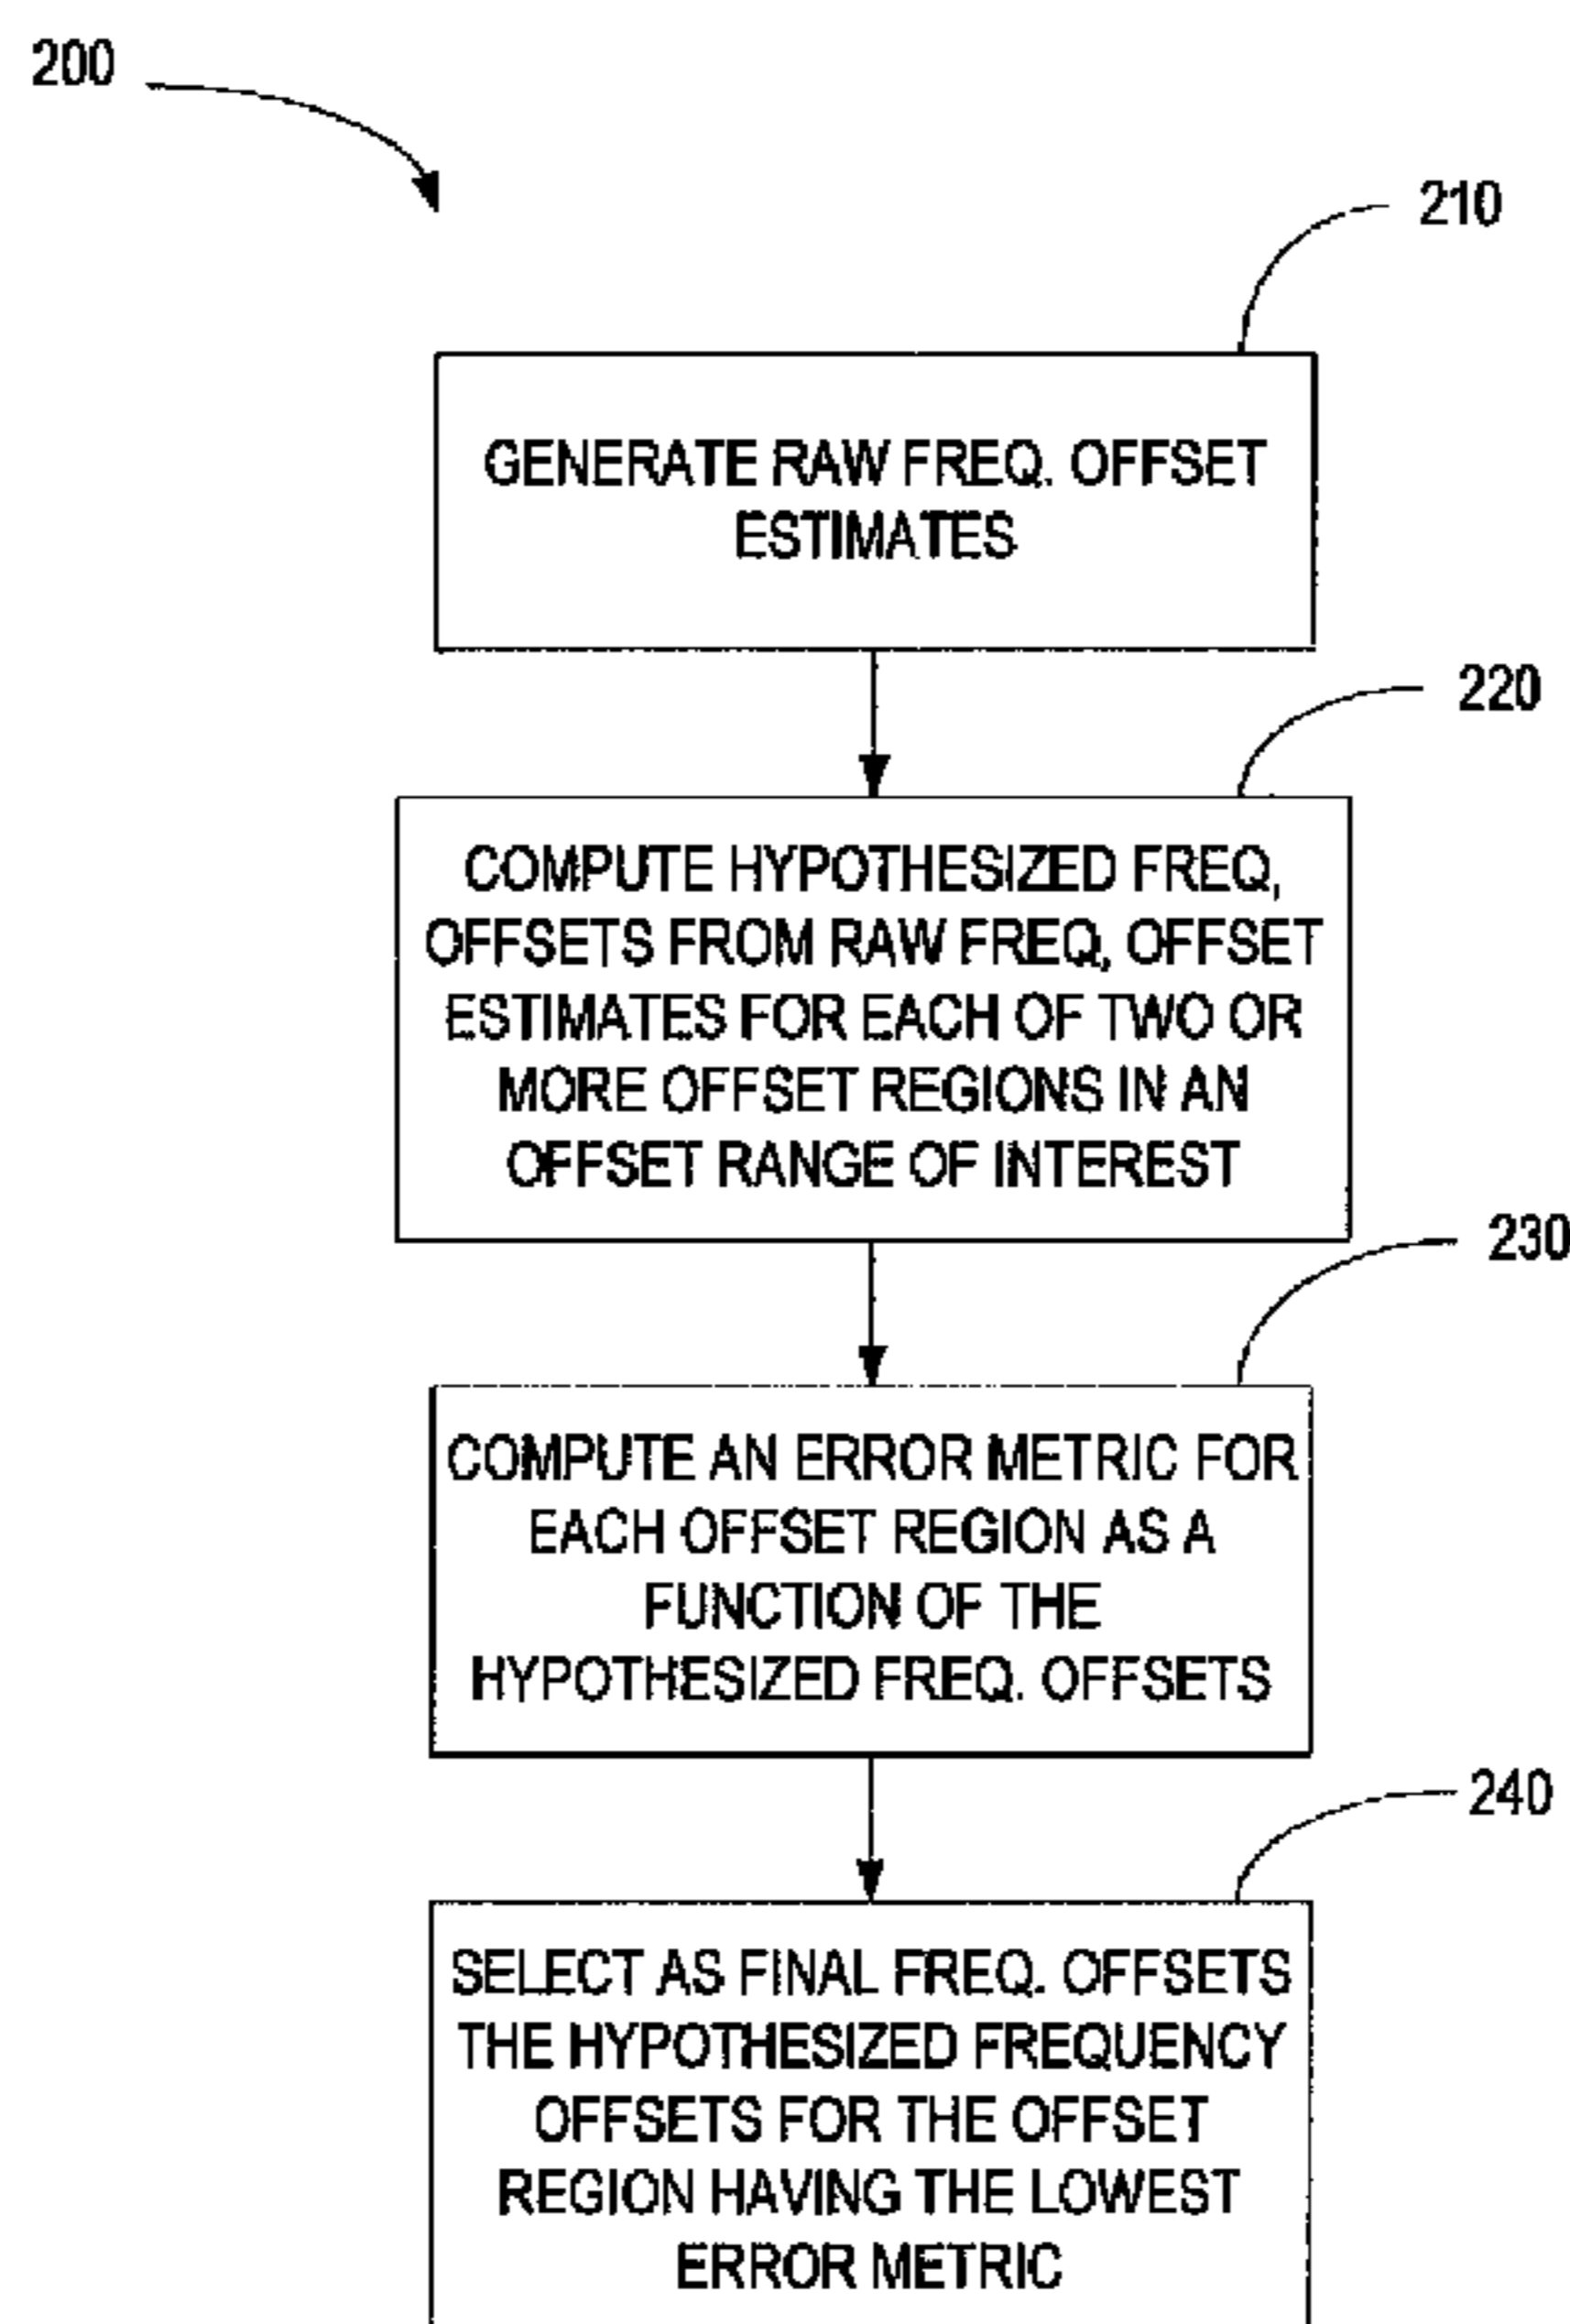 200
210
GENERATE RAW FREQ. OFFSET
ESTIMATES
220
COMPUTE HYPOTHESIZED FREQ,
OFFSETS FROM RAW FREQ, OFFSET
ESTIMATES FOR EACH OF TWO OR
MORE OFFSET REGIONS IN AN
OFFSET RANGE OF INTEREST
230
COMPUTE AN ERROR METRIC FOR
EACH OFFSET REGION AS A
FUNCTION OF THE
HYPOTHESIZED FREQ. OFFSETS
240
SELECT AS FINAL FREQ. OFFSETS
THE HYPOTHESIZED FREQUENCY
OFFSETS FOR THE OFFSET
REGION HAVING THE LOWEST
ERROR METRIC